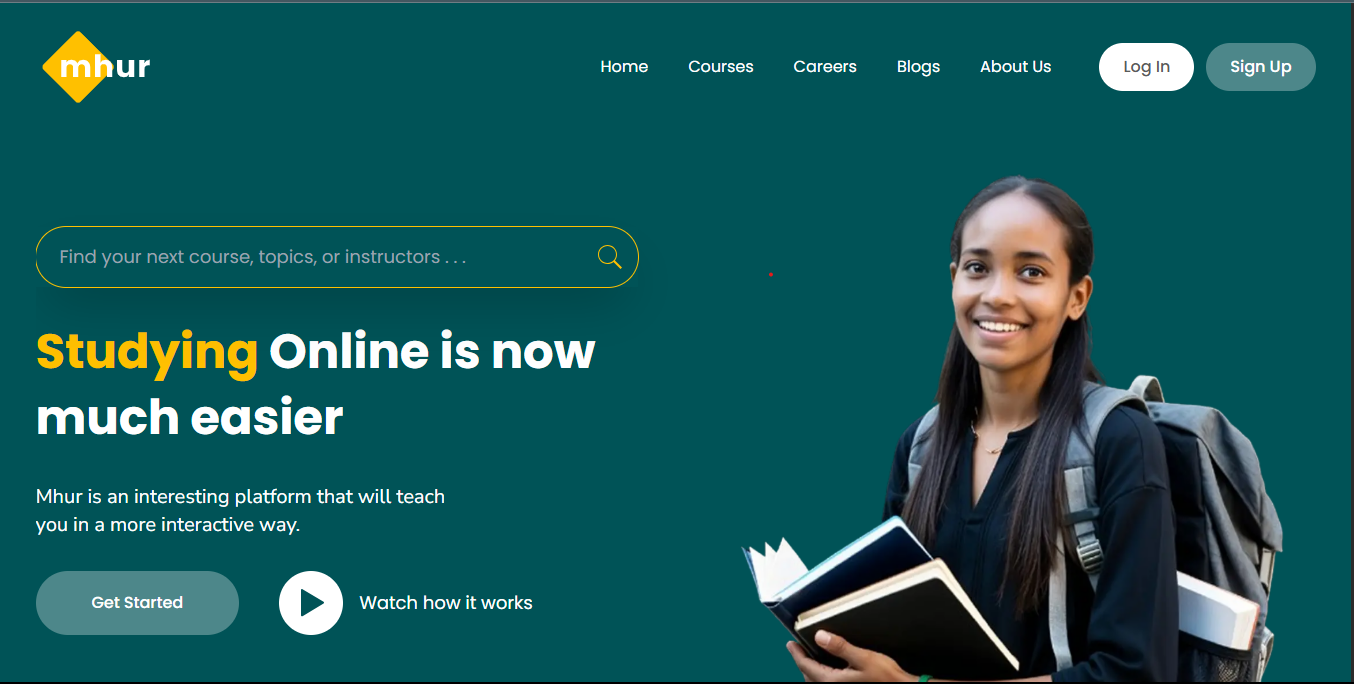 mhur
Home Courses Careers Blogs About Us Log In Sign Up
Find your next course, topics, or instructors . . .
Studying Online is now
much easier
Mhur is an interesting platform that will teach
you in a more interactive way.
Get Started Watch how it works